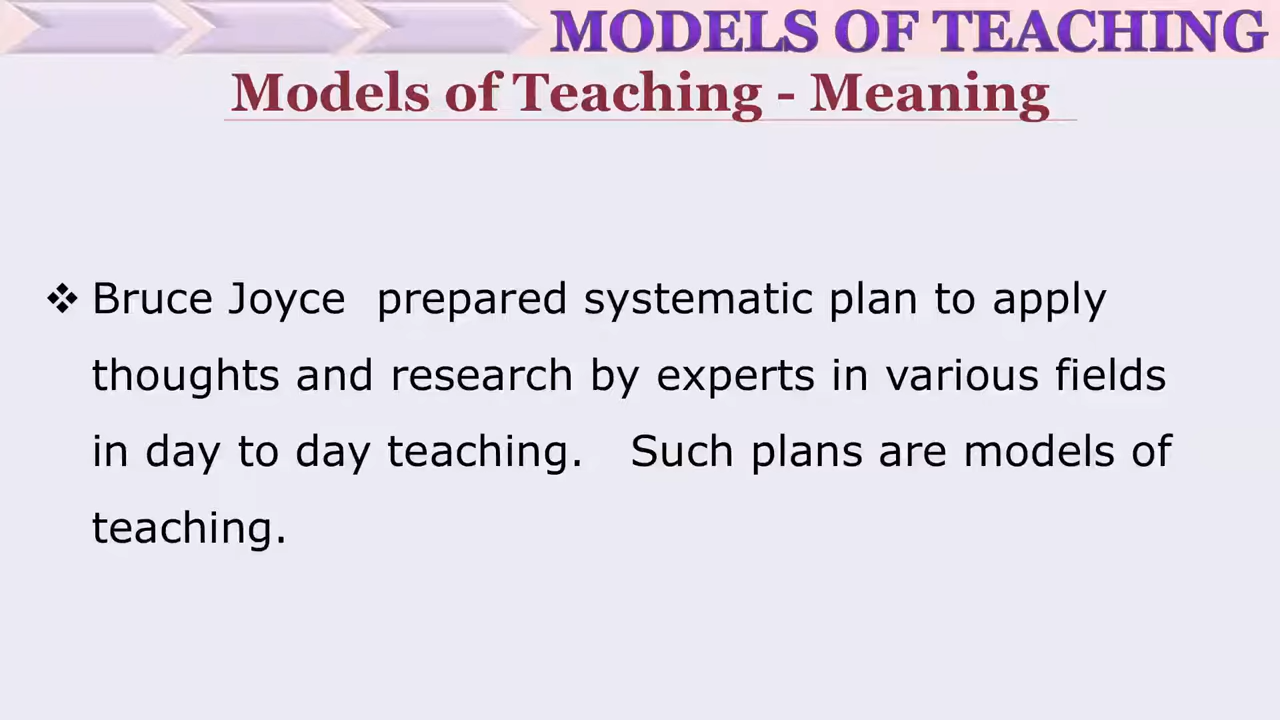 MODELS OF TEACHING
Models of Teaching - Meaning
❖ Bruce Joyce  prepared systematic plan to apply
thoughts and research by experts in various fields
in day to day teaching.   Such plans are models of
teaching.